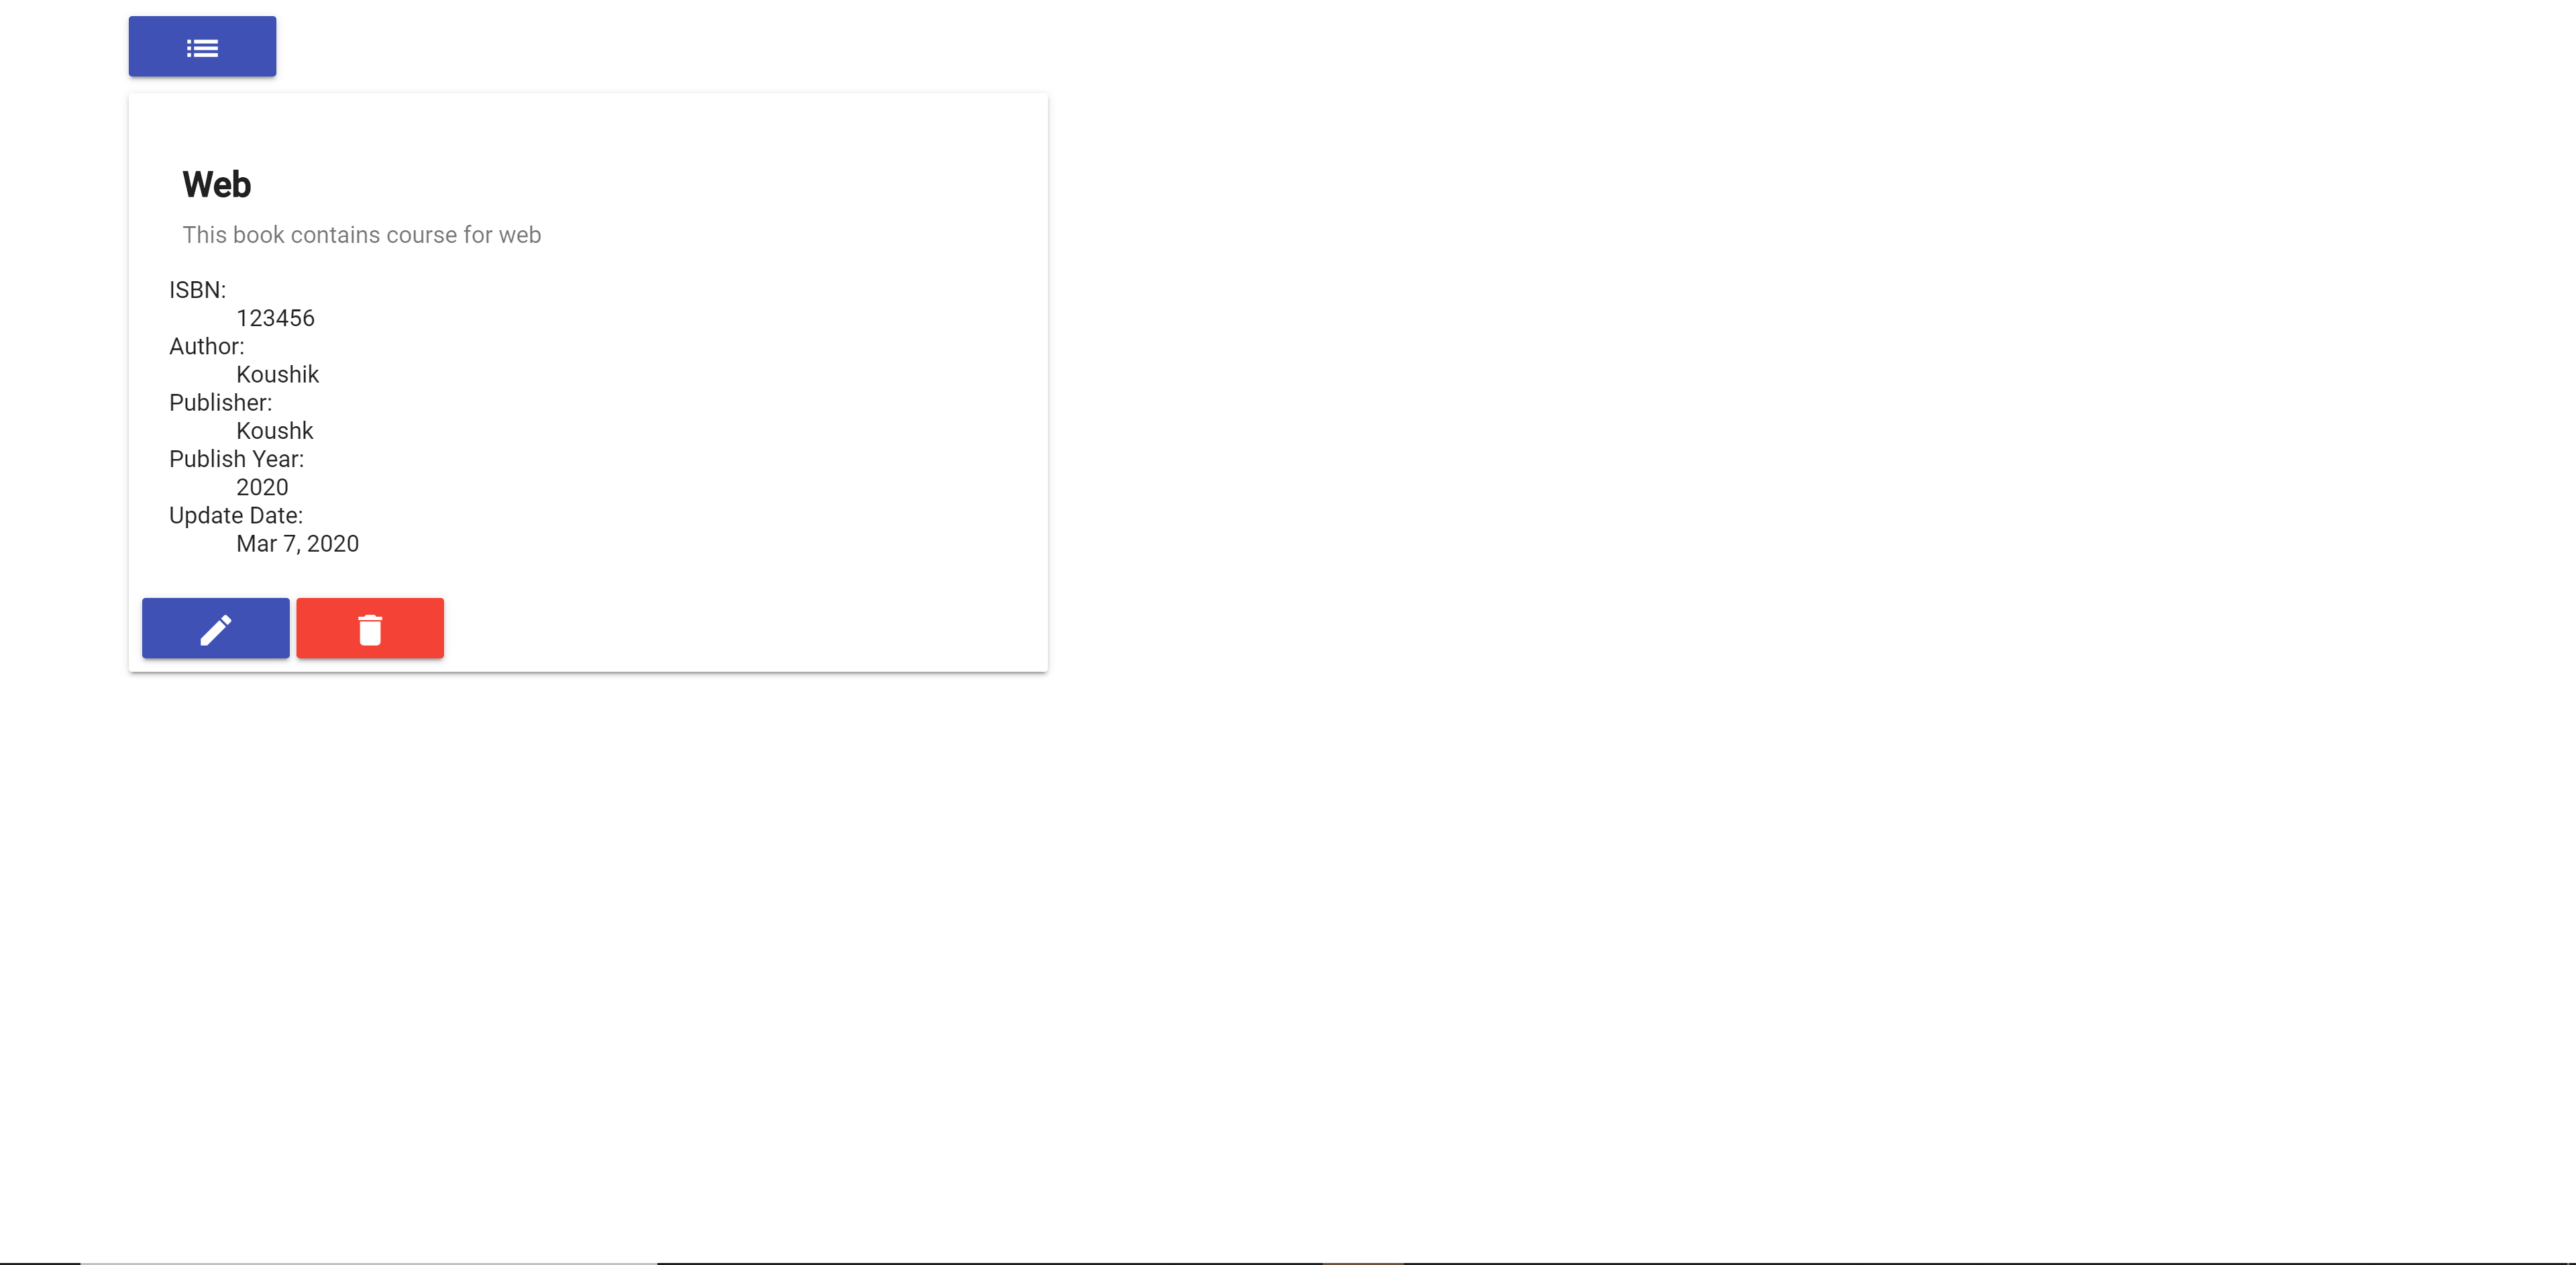 Web
This book contains course for web
ISBN:
123456
Author:
Koushik
Publisher:
Koushk
Publish Year:
2020
Update Date:
Mar 7, 2020